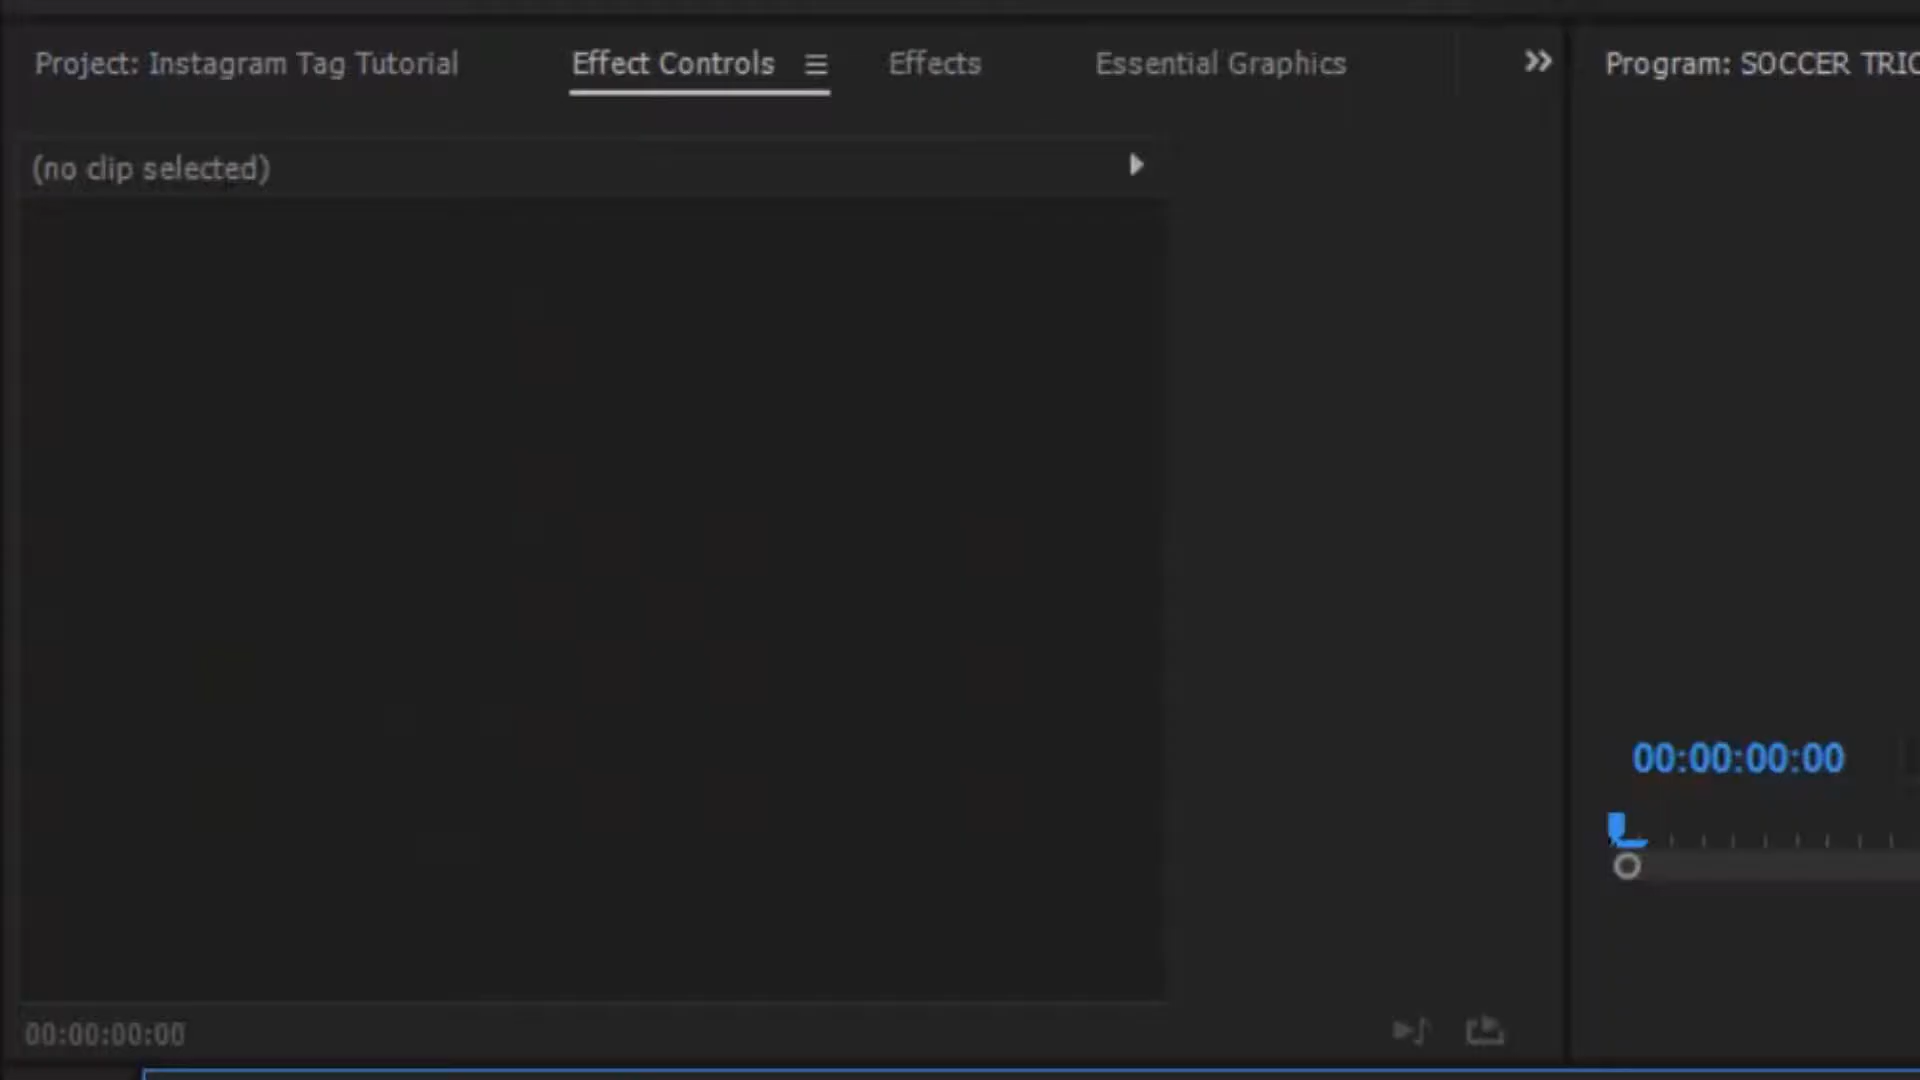 Project: Instagram Tag Tutorial
Effect Controls
Effects
Essential Graphics
Program: SOCCER
(no clip selected)
00:00:00:00
00:00:00:00